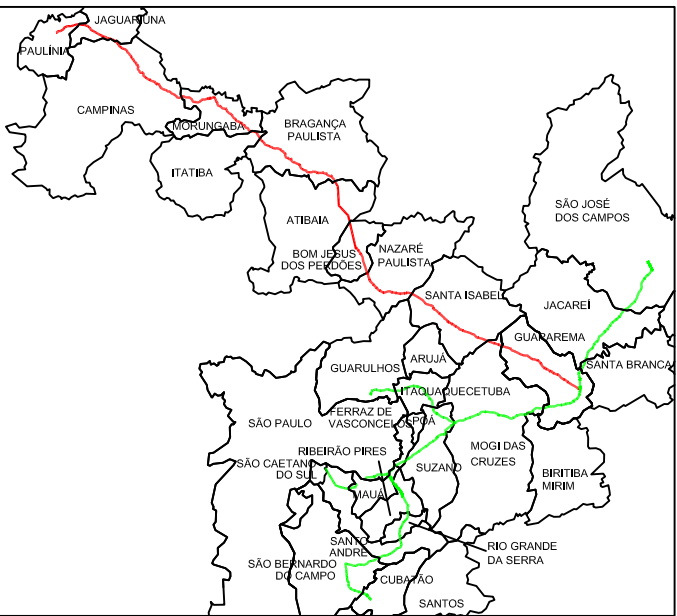 JAGUARIÚNA
PAULÍNIA
CAMPINAS
MORUNGABA
BRAGANÇA
PAULISTA
ITATIBA
ATIBAIA
SÃO JOSÉ
DOS CAMPOS
BOM JESUS
DOS PERDÕES
NAZARÉ
PAULISTA
SANTA ISABEL
JACAREÍ
GUARAREMA
SANTA BRANCA
ARUJÁ
GUARULHOS
ITAQUAQUECETUBA
FERRAZ DE
VASCONCELOS
POÁ
SÃO PAULO
MOGI DAS
CRUZES
RIBEIRÃO PIRES
SÃO CAETANO
DO SUL
SUZANO
BIRITIBA
MIRIM
MAUÁ
SANTO
ANDRÉ
RIO GRANDE
DA SERRA
SÃO BERNARDO
DO CAMPO
CUBATÃO
SANTOS